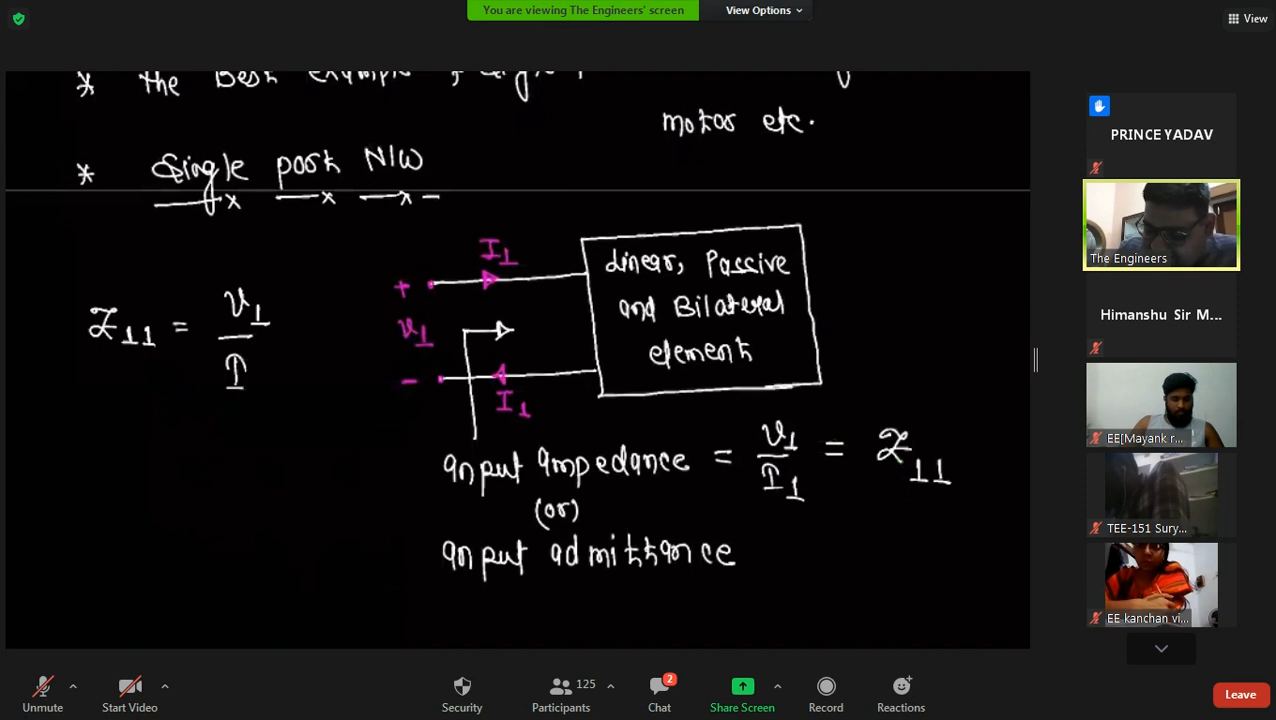 You are viewing The Engineers' screen
View Options
View
* the Best example
motor etc.
* Single port N/W
I1
+
V1
-
I1
Linear, Passive
and Bilateral
elements
Z11 = V1
I
input impedance = V1 = Z11
I1
(or)
input admittance
PRINCE YADAV
The Engineers
Himanshu Sir M...
EE[Mayank r...
TEE-151 Sury...
EE kanchan vi...
Unmute
Start Video
Security
125
Participants
2
Chat
Share Screen
Record
Reactions
Leave